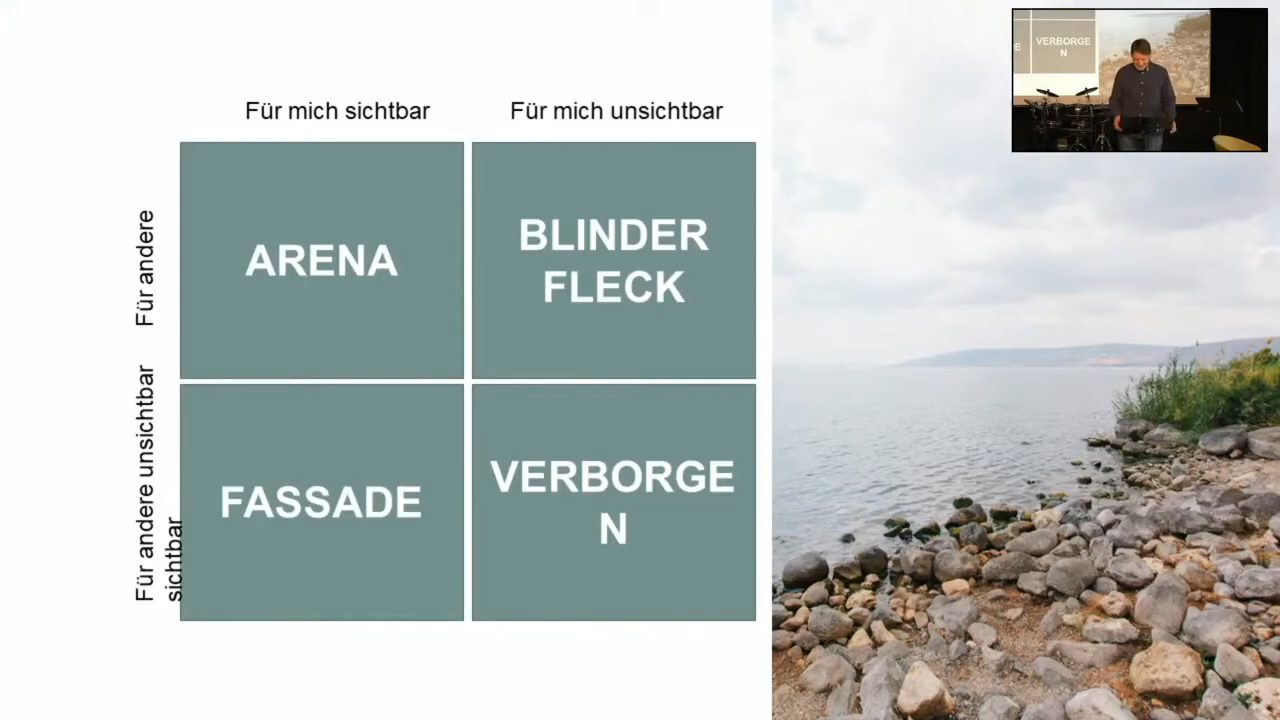 Für mich sichtbar
Für mich unsichtbar
Für andere
ARENA
BLINDER
FLECK
Für andere unsichtbar
sichtbar
FASSADE
VERBORGE
N
E
VERBORGE
N